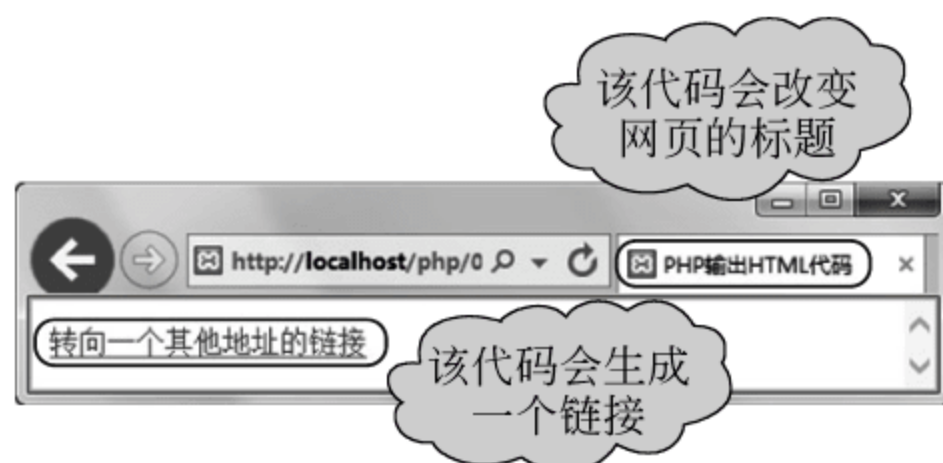 该代码会改变
网页的标题
http://localhost/php/0
PHP输出HTML代码
转向一个其他地址的链接
该代码会生成
一个链接